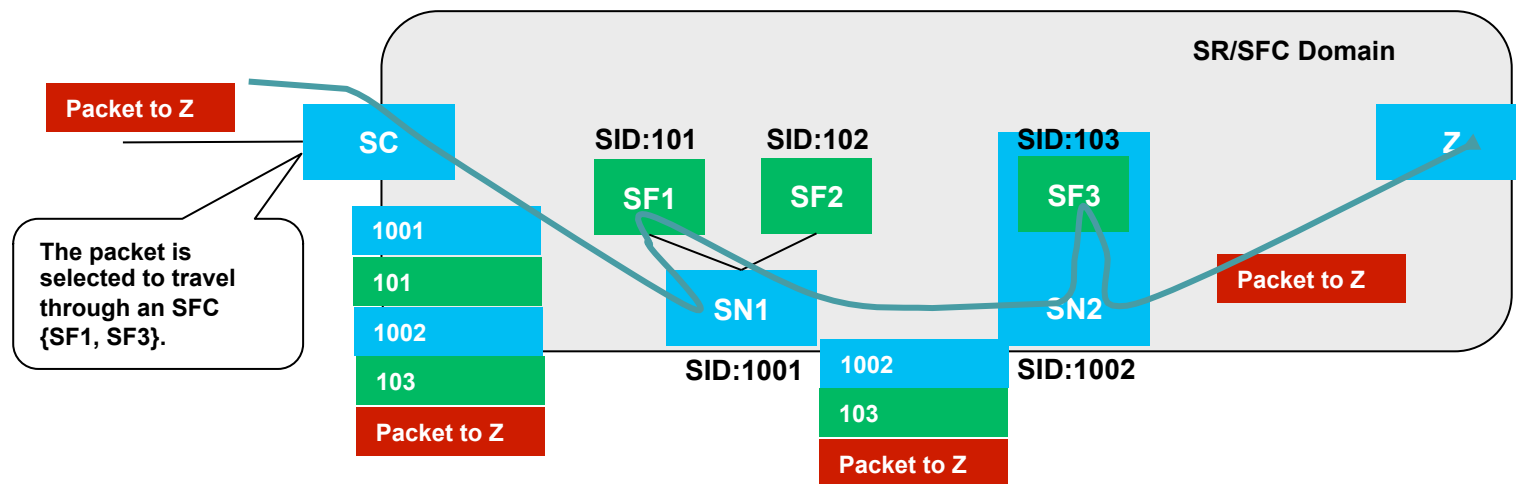 SR/SFC Domain
Packet to Z
SC
SID:101
SID:102
SID:103
Z
SF1
SF2
SF3
The packet is
selected to travel
through an SFC
{SF1, SF3}.
1001
101
1002
103
Packet to Z
SN1
SID:1001
SN2
SID:1002
1002
103
Packet to Z
Packet to Z